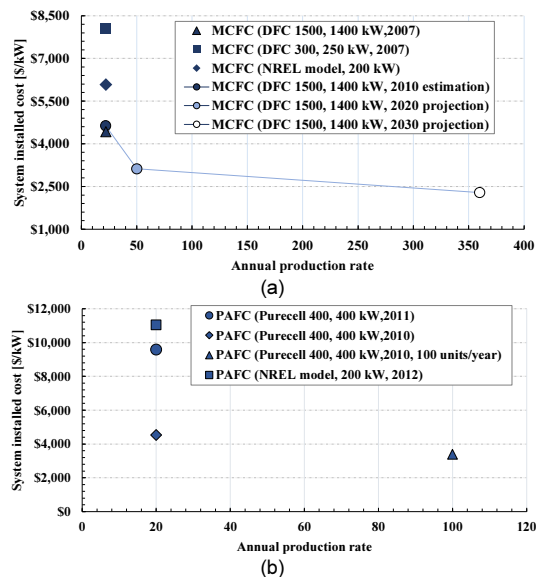 $8,500
$7,000
$5,500
$4,000
$2,500
$1,000
System installed cost [$/kW]
MCFC (DFC 1500, 1400 kW,2007)
MCFC (DFC 300, 250 kW, 2007)
MCFC (NREL model, 200 kW)
MCFC (DFC 1500, 1400 kW, 2010 estimation)
MCFC (DFC 1500, 1400 kW, 2020 projection)
MCFC (DFC 1500, 1400 kW, 2030 projection)
0 50 100 150 200 250 300 350 400
Annual production rate
(a)
$12,000
$10,000
$8,000
$6,000
$4,000
$2,000
$0
System installed cost [$/kW]
PAFC (Purecell 400, 400 kW,2011)
PAFC (Purecell 400, 400 kW,2010)
PAFC (Purecell 400, 400 kW,2010, 100 units/year)
PAFC (NREL model, 200 kW, 2012)
0 20 40 60 80 100 120
Annual production rate
(b)